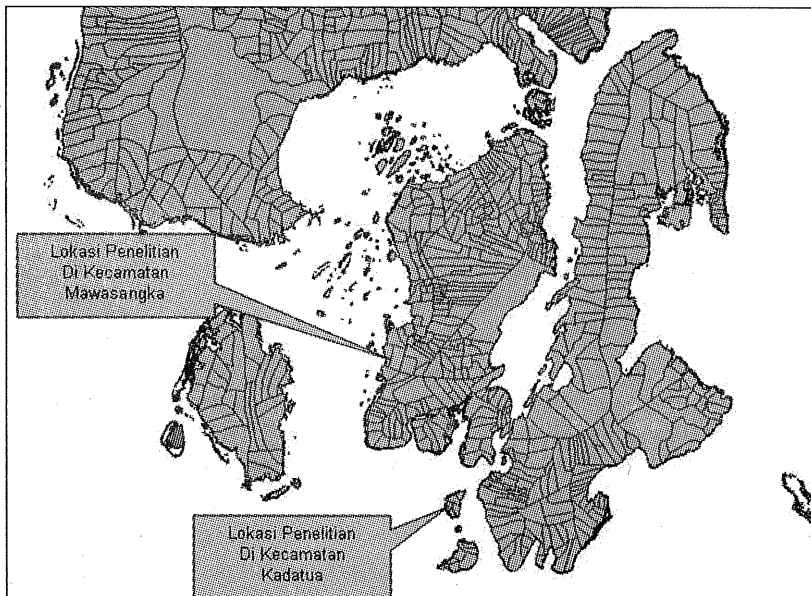 Lokasi Penelitian
Di Kecamatan
Mawasangka
Lokasi Penelitian
Di Kecamatan
Kadatua